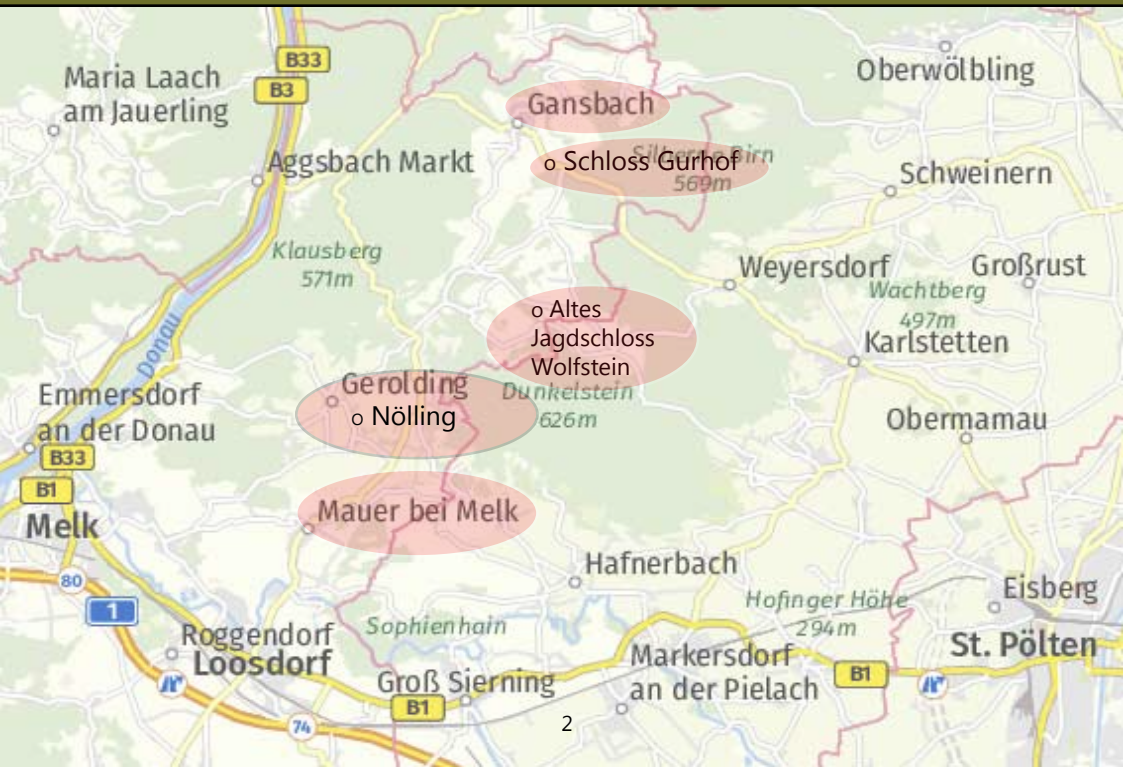 B33
B3
Maria Laach
am Jauerling
Oberwölbling
Gansbach
Aggsbach Markt
o Schloss Gurhof
Silberne Birn
569m
Schweinern
Klausberg
571m
Weyersdorf
Großrust
Wachtberg
497m
Donau
o Altes
Jagdschloss
Wolfstein
Karlstetten
Gerolding
o Nölling
Dunkelstein
626m
Emmersdorf
an der Donau
B33
Obermamau
B1
Melk
Mauer bei Melk
Hafnerbach
80
1
Hofinger Höhe
294m
Eisberg
Roggendorf
Loosdorf
Sophienhain
St. Pölten
Markersdorf
an der Pielach
B1
Groß Sierning
B1
74
2